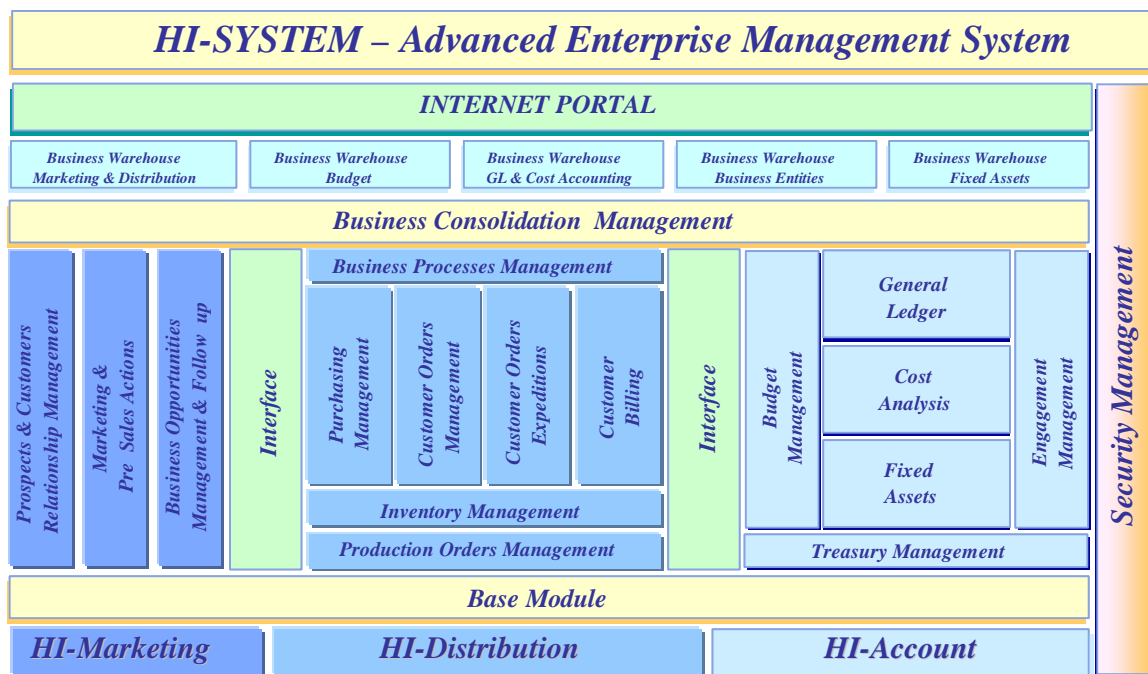 HI-SYSTEM – Advanced Enterprise Management System
INTERNET PORTAL
Business Warehouse
Marketing & Distribution
Business Warehouse
Budget
Business Warehouse
GL & Cost Accounting
Business Warehouse
Business Entities
Business Warehouse
Fixed Assets
Business Consolidation Management
Prospects & Customers
Relationship Management
Marketing &
Pre Sales Actions
Business Opportunities
Management & Follow up
Interface
Business Processes Management
Purchasing
Management
Customer Orders
Management
Customer Orders
Expeditions
Customer
Billing
Inventory Management
Production Orders Management
Interface
Budget
Management
General
Ledger
Cost
Analysis
Fixed
Assets
Engagement
Management
Treasury Management
Security Management
Base Module
HI-Marketing
HI-Distribution
HI-Account